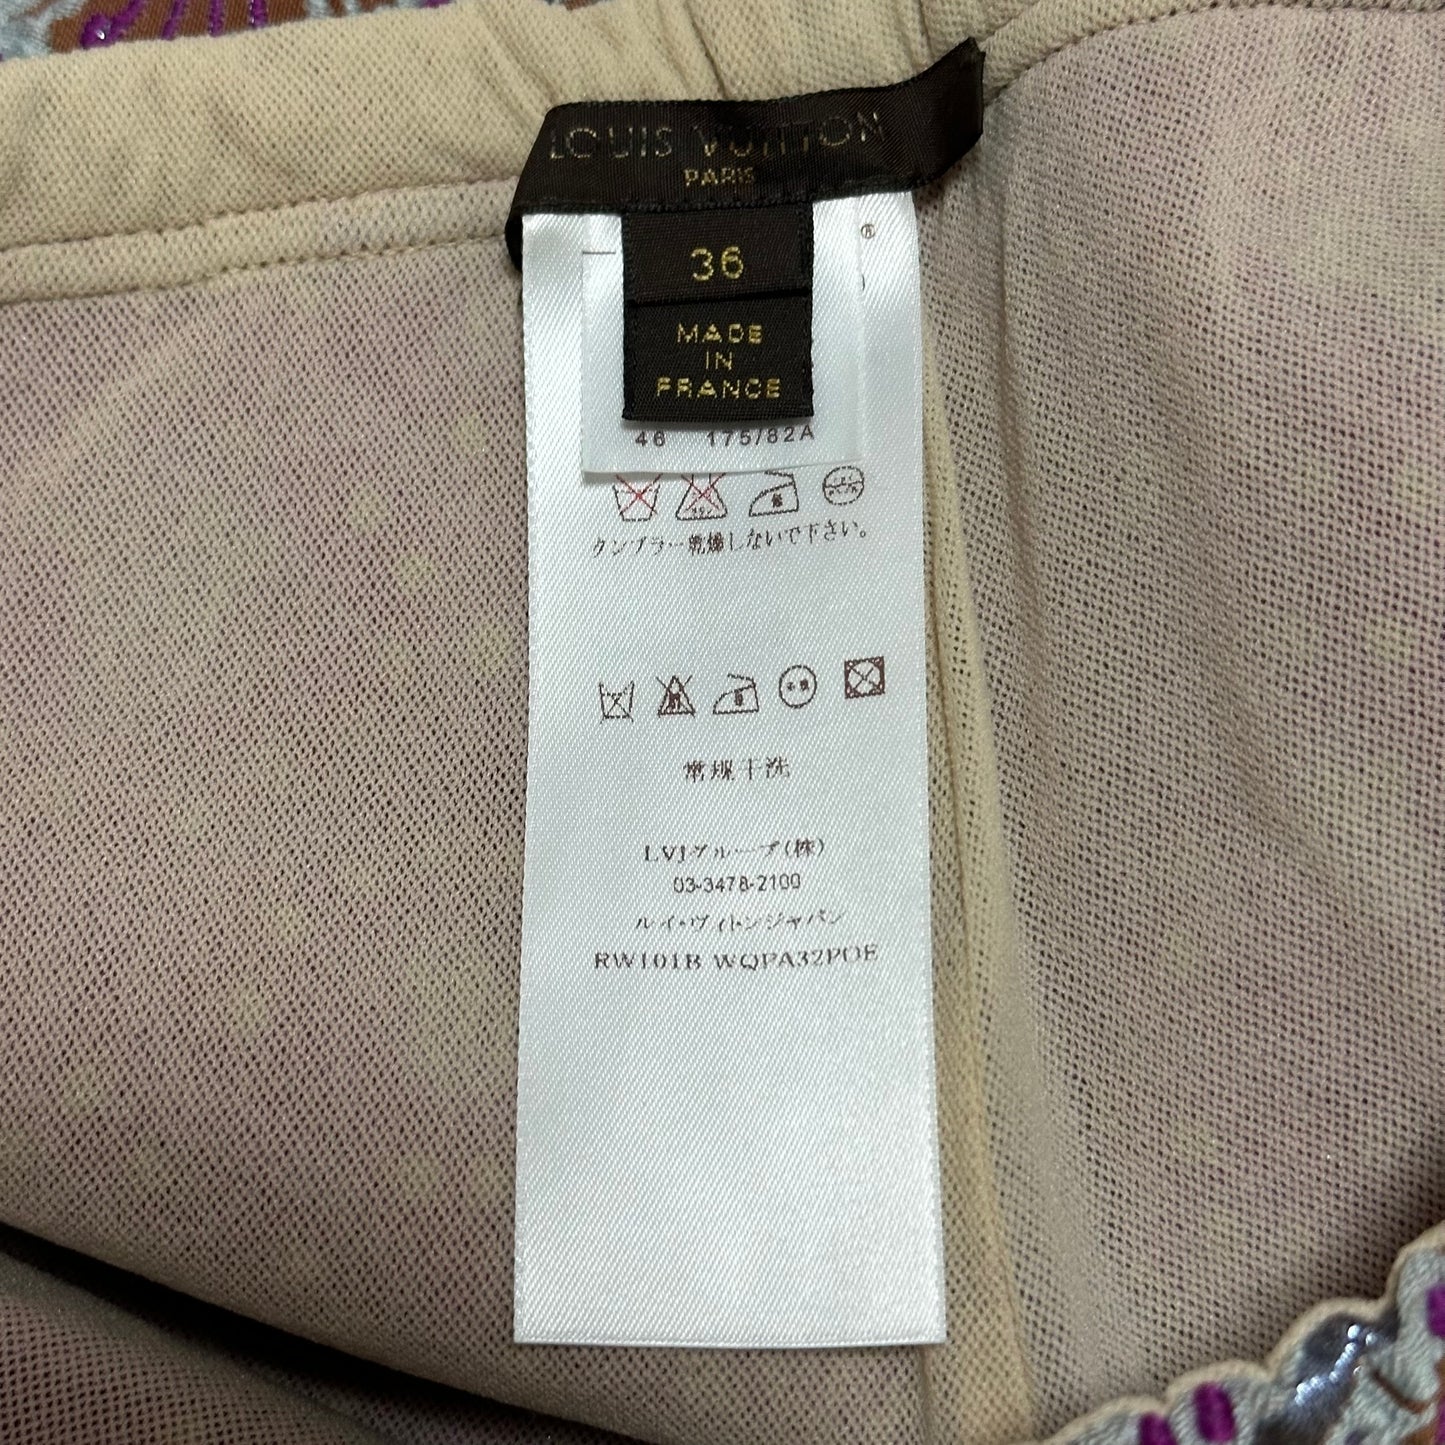 LOUIS VUITTON
PARIS
®
36
MADE
IN
FRANCE
46 175/82A
タンブラー乾燥しないで下さい。
常规干洗
LVJグループ(株)
03-3478-2100
ルイ・ヴィトンジャパン
RW101B WQPA32POE